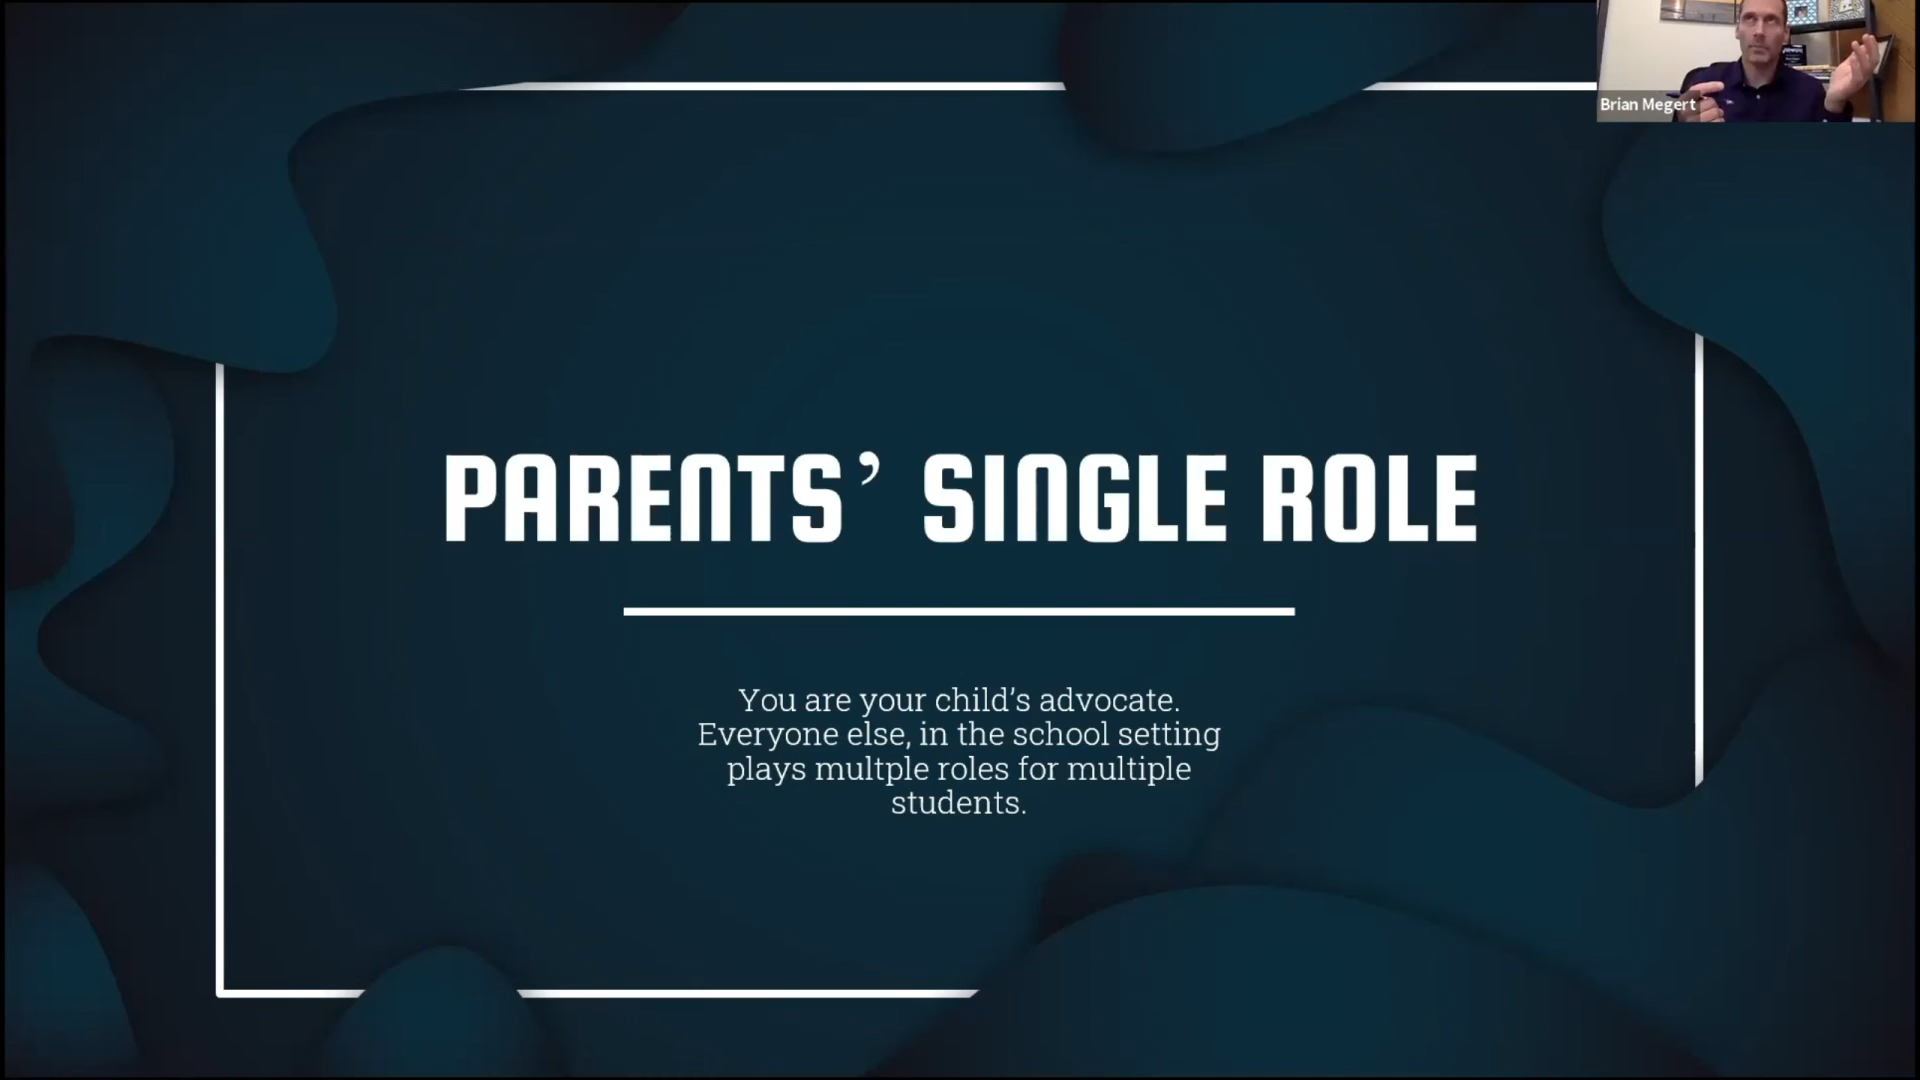 Brian Megert
PARENTS’ SINGLE ROLE
You are your child’s advocate.
Everyone else, in the school setting
plays multple roles for multiple
students.